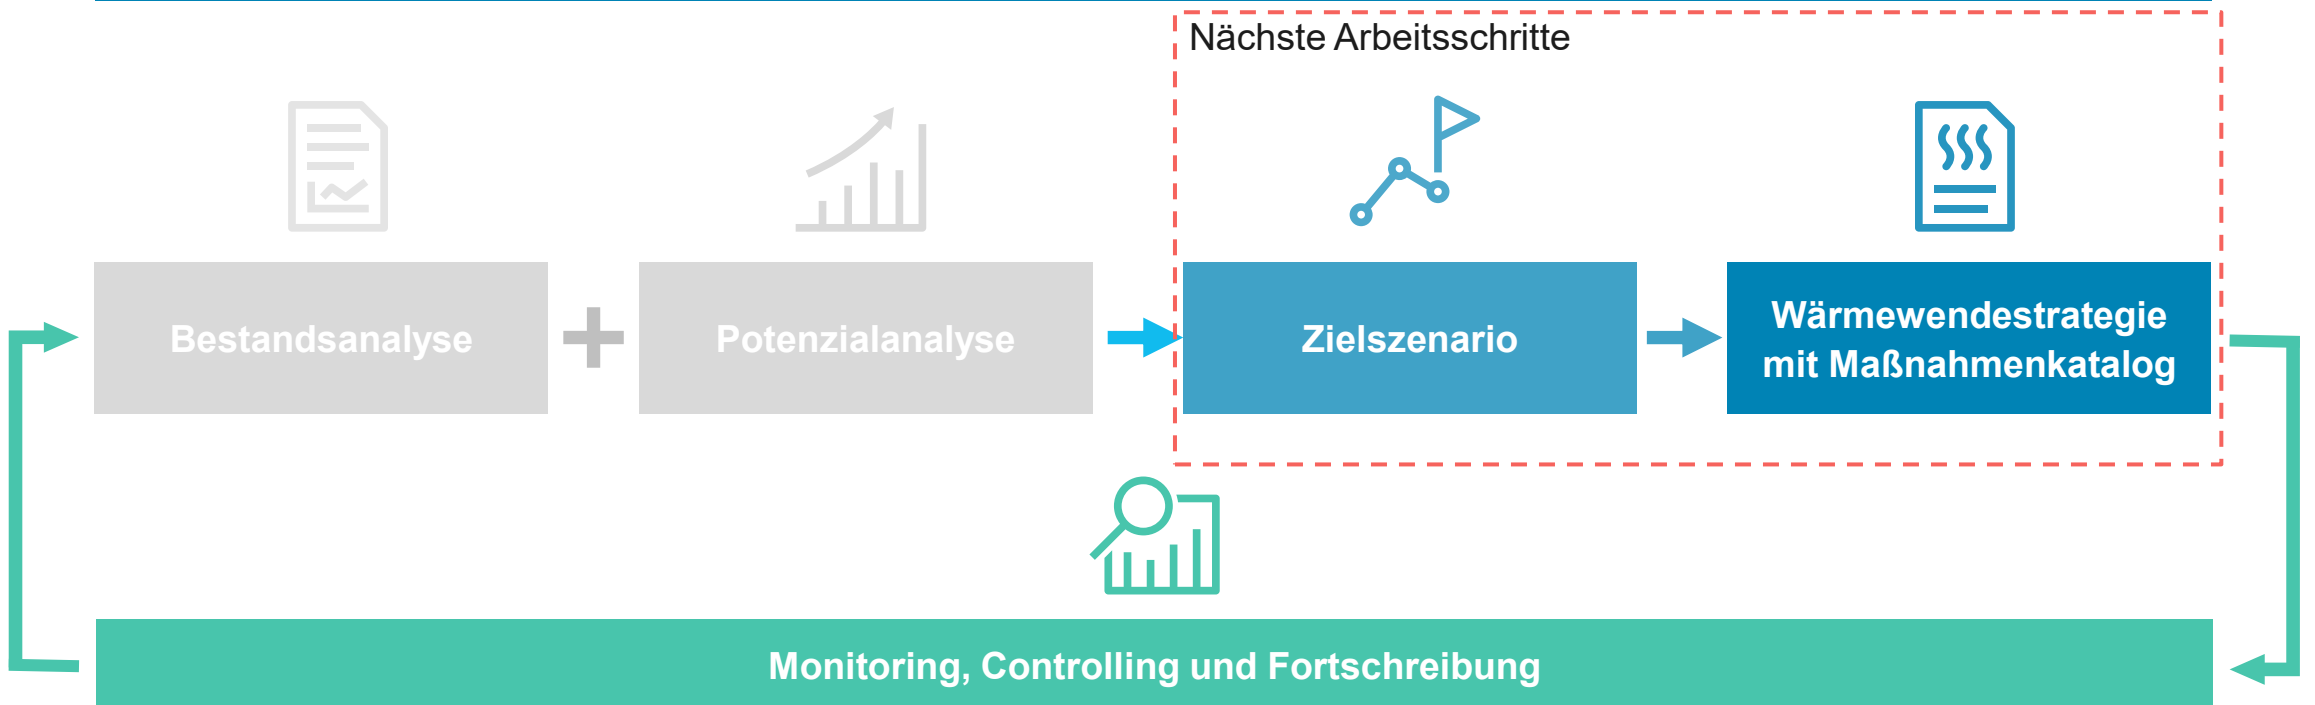 Nächste Arbeitsschritte
Bestandsanalyse
Potenzialanalyse
Zielszenario
Wärmewendestrategie
mit Maßnahmenkatalog
Monitoring, Controlling und Fortschreibung